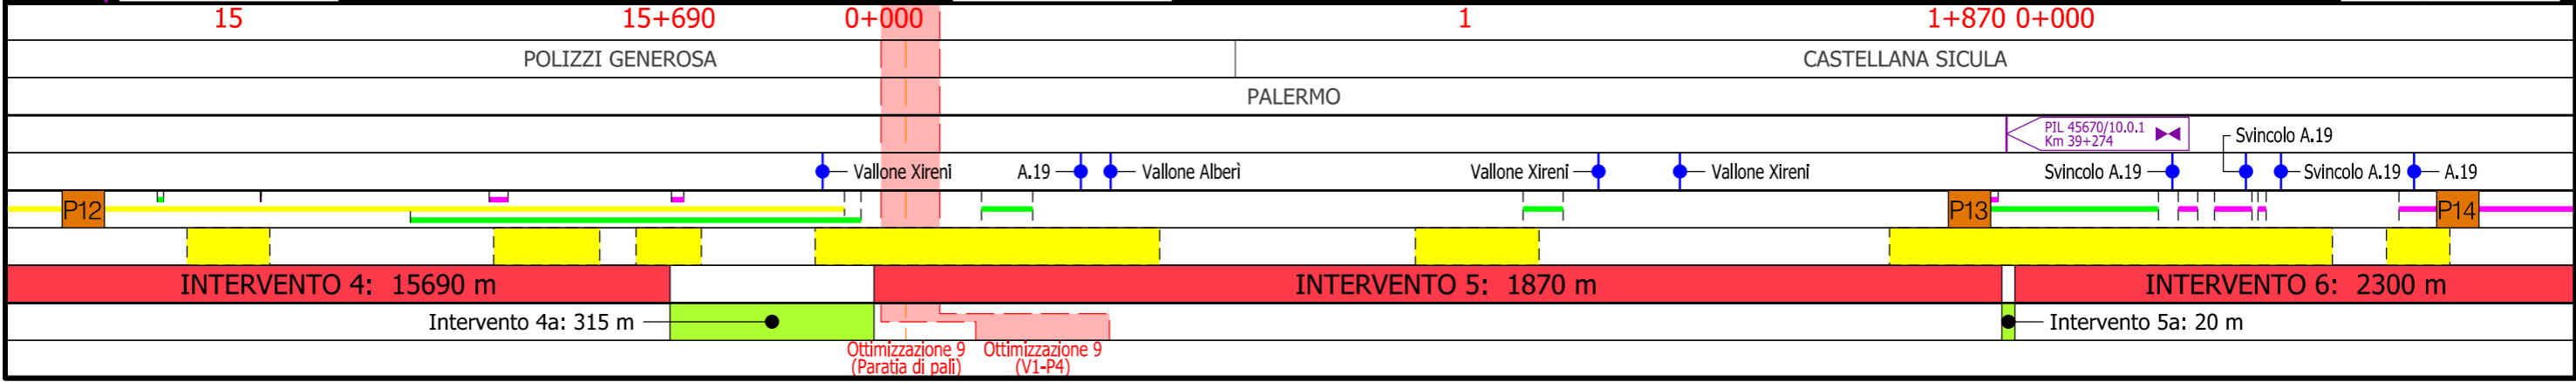 15 15+690 0+000 1 1+870 0+000
POLIZZI GENEROSA CASTELLANA SICULA
PALERMO
PIL 45670/10.0.1
Km 39+274
Svincolo A.19
Vallone Xireni A.19 Vallone Alberì Vallone Xireni Vallone Xireni Svincolo A.19 Svincolo A.19 A.19
P12 P13 P14
INTERVENTO 4: 15690 m INTERVENTO 5: 1870 m INTERVENTO 6: 2300 m
Intervento 4a: 315 m Intervento 5a: 20 m
Ottimizzazione 9 Ottimizzazione 9
(Paratia di pali) (V1-P4)